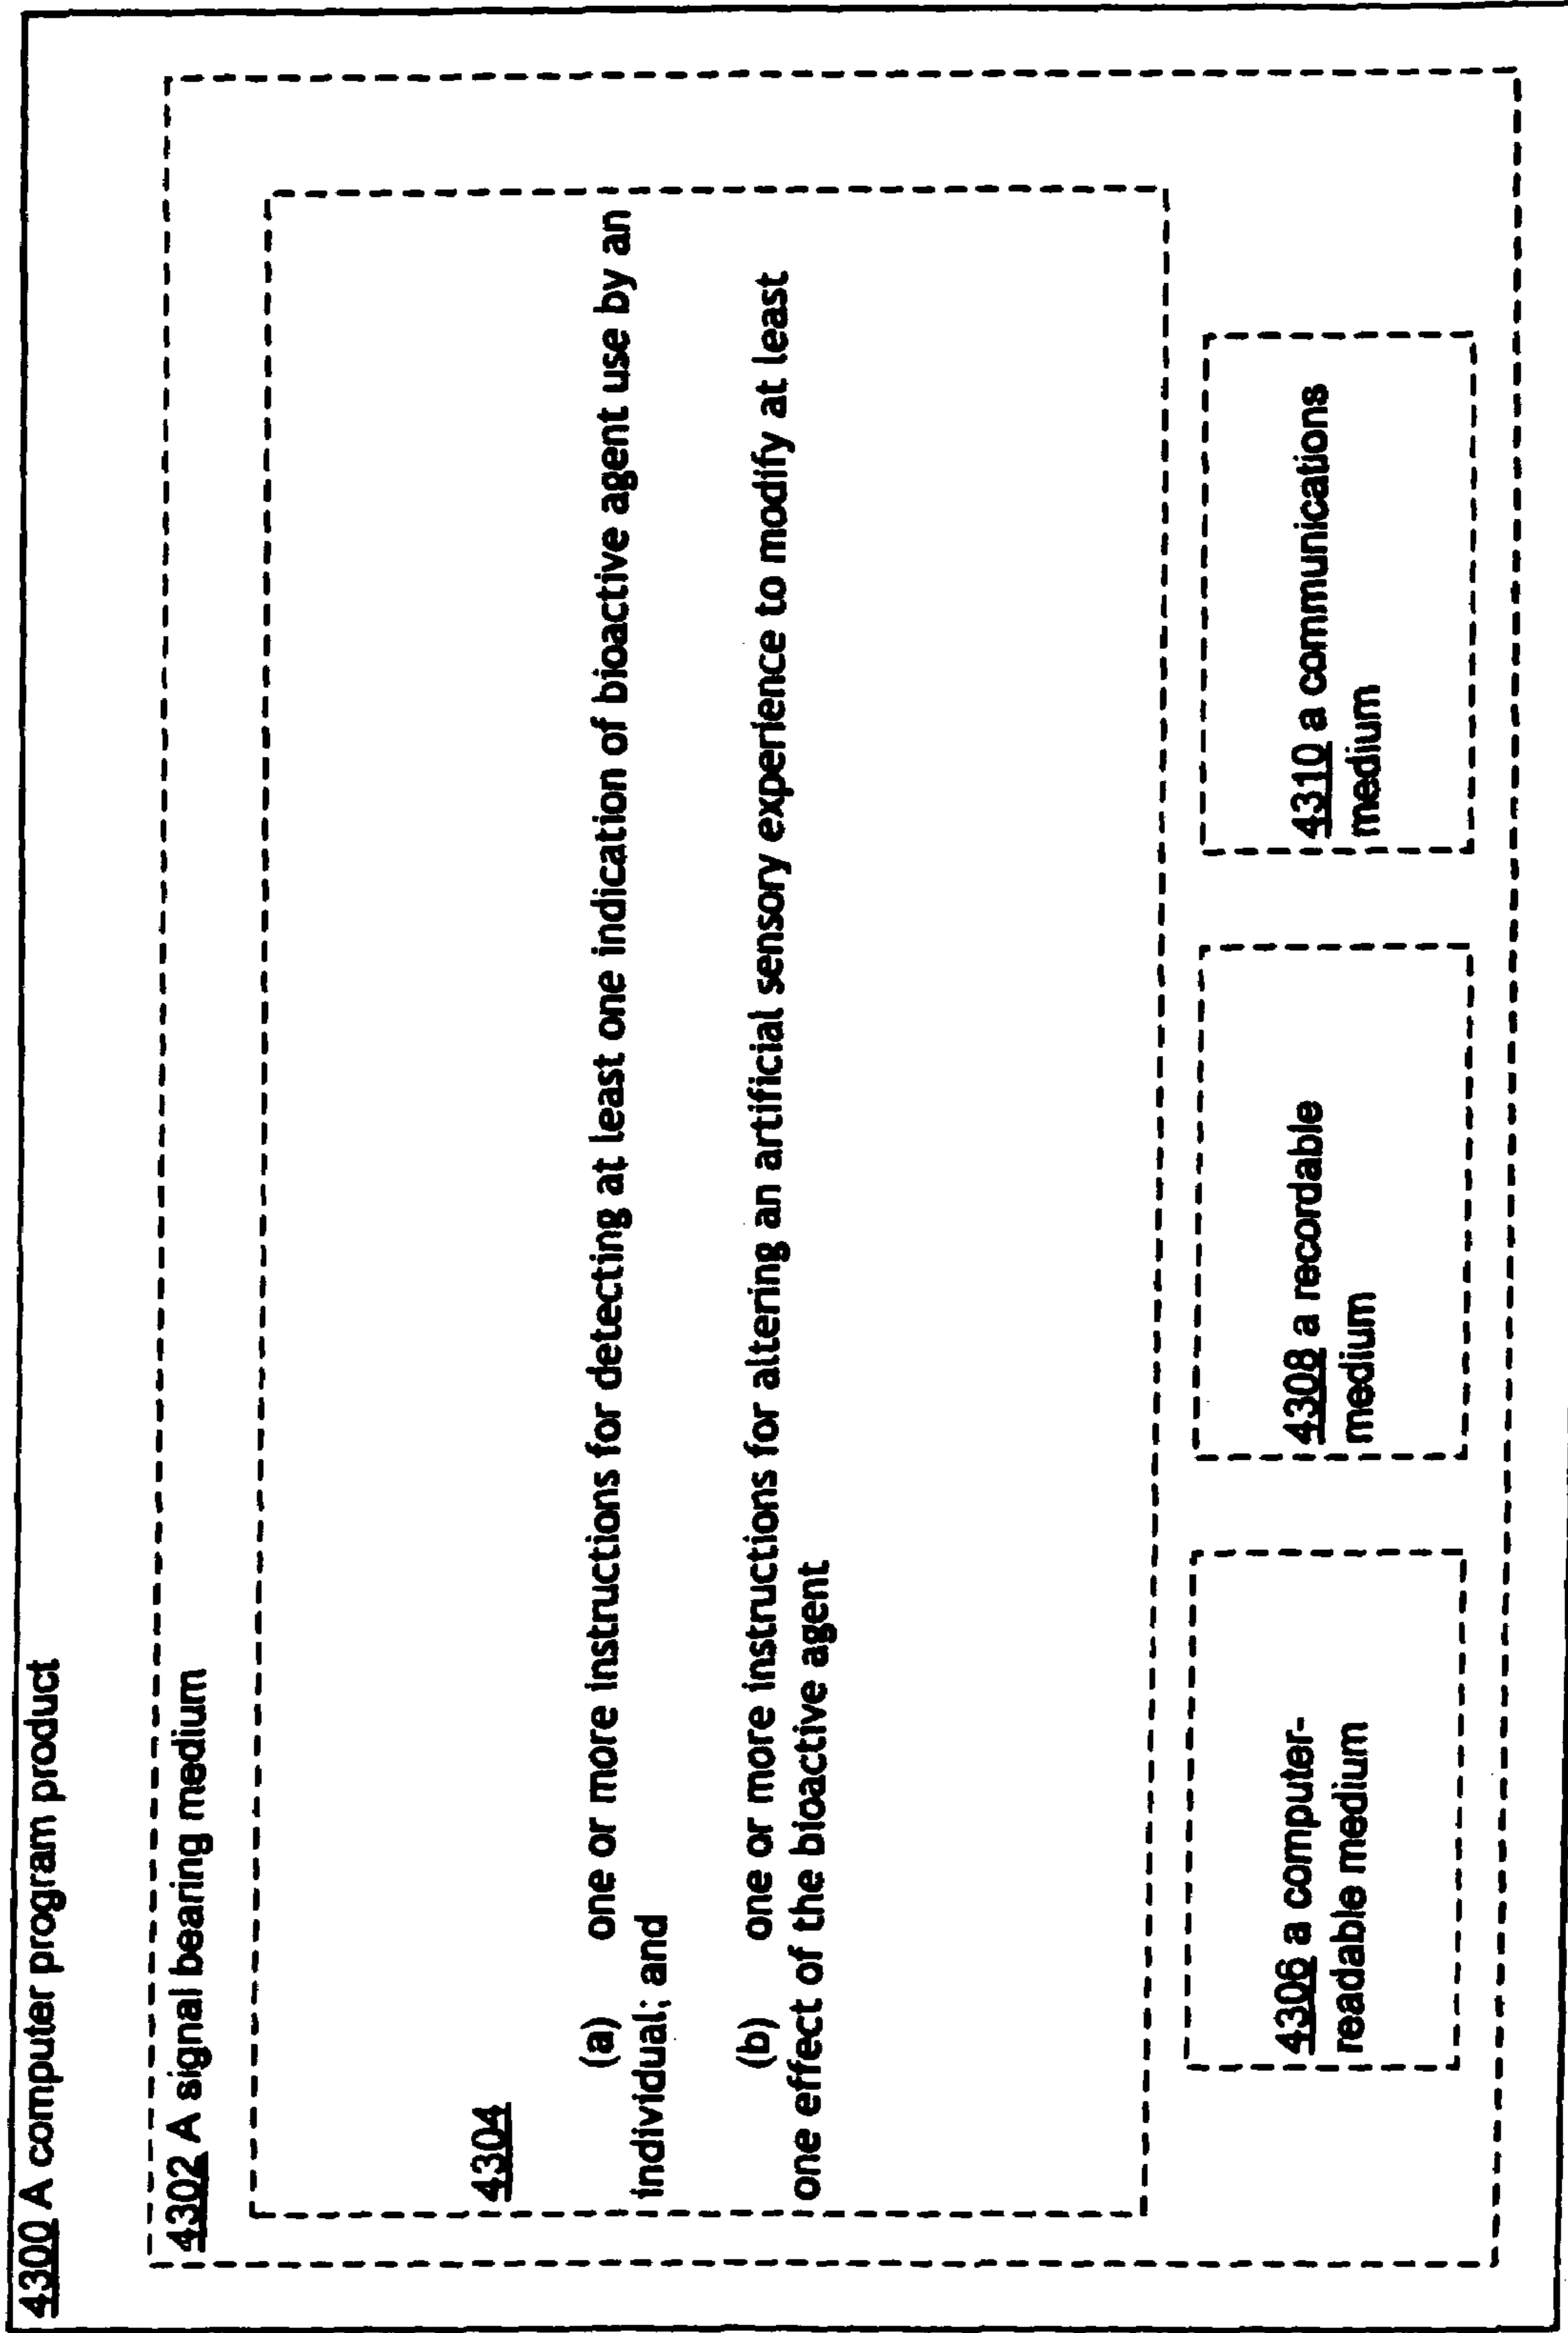 4300 A computer program product
4302 A signal bearing medium
4304
(a) one or more instructions for detecting at least one indication of bioactive agent use by an
individual; and
(b) one or more instructions for altering an artificial sensory experience to modify at least
one effect of the bioactive agent
4306 a computer-
readable medium
4308 a recordable
medium
4310 a communications
medium